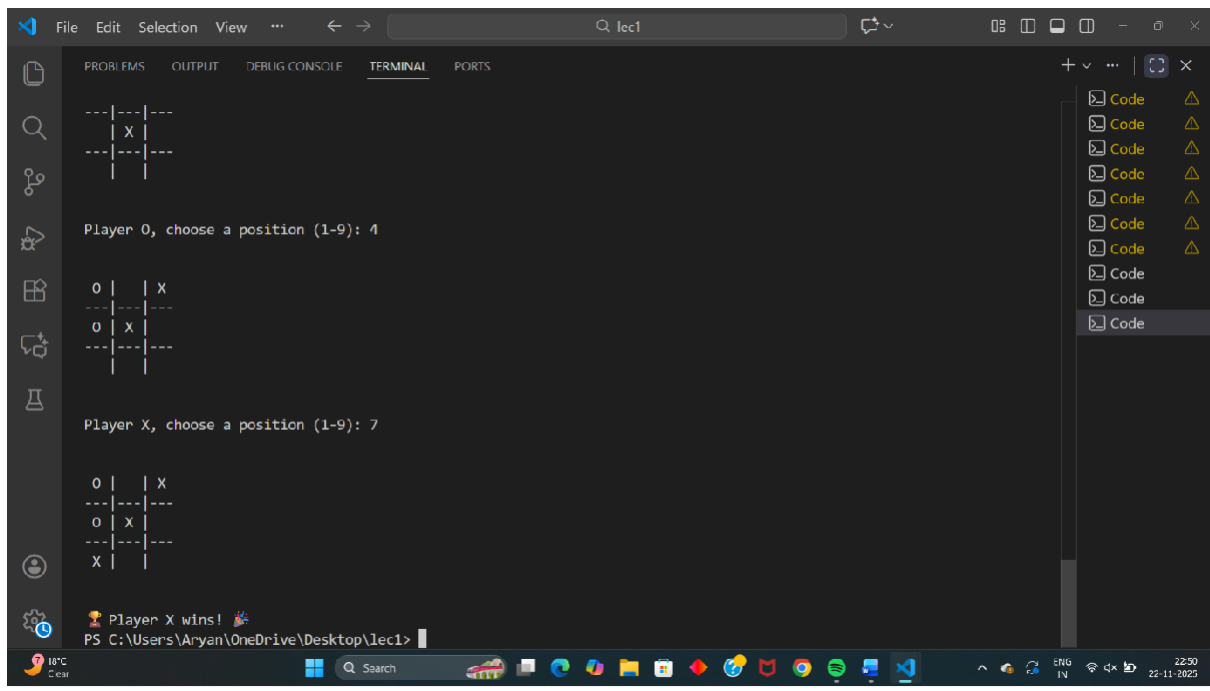 File Edit Selection View ··· lec1
PROBLEMS OUTPUT DEBUG CONSOLE TERMINAL PORTS
---|---|---
   | X |
---|---|---
   |   |
Player O, choose a position (1-9): 4
 O |   | X
---|---|---
 O | X |
---|---|---
   |   |
Player X, choose a position (1-9): 7
 O |   | X
---|---|---
 O | X |
---|---|---
 X |   |
🏆 Player X wins! 🎉
PS C:\Users\Aryan\OneDrive\Desktop\lec1>
Code
Code
Code
Code
Code
Code
Code
Code
Code
Code
7
18°C
Clear
Search
ENG
IN
22:50
22-11-2025